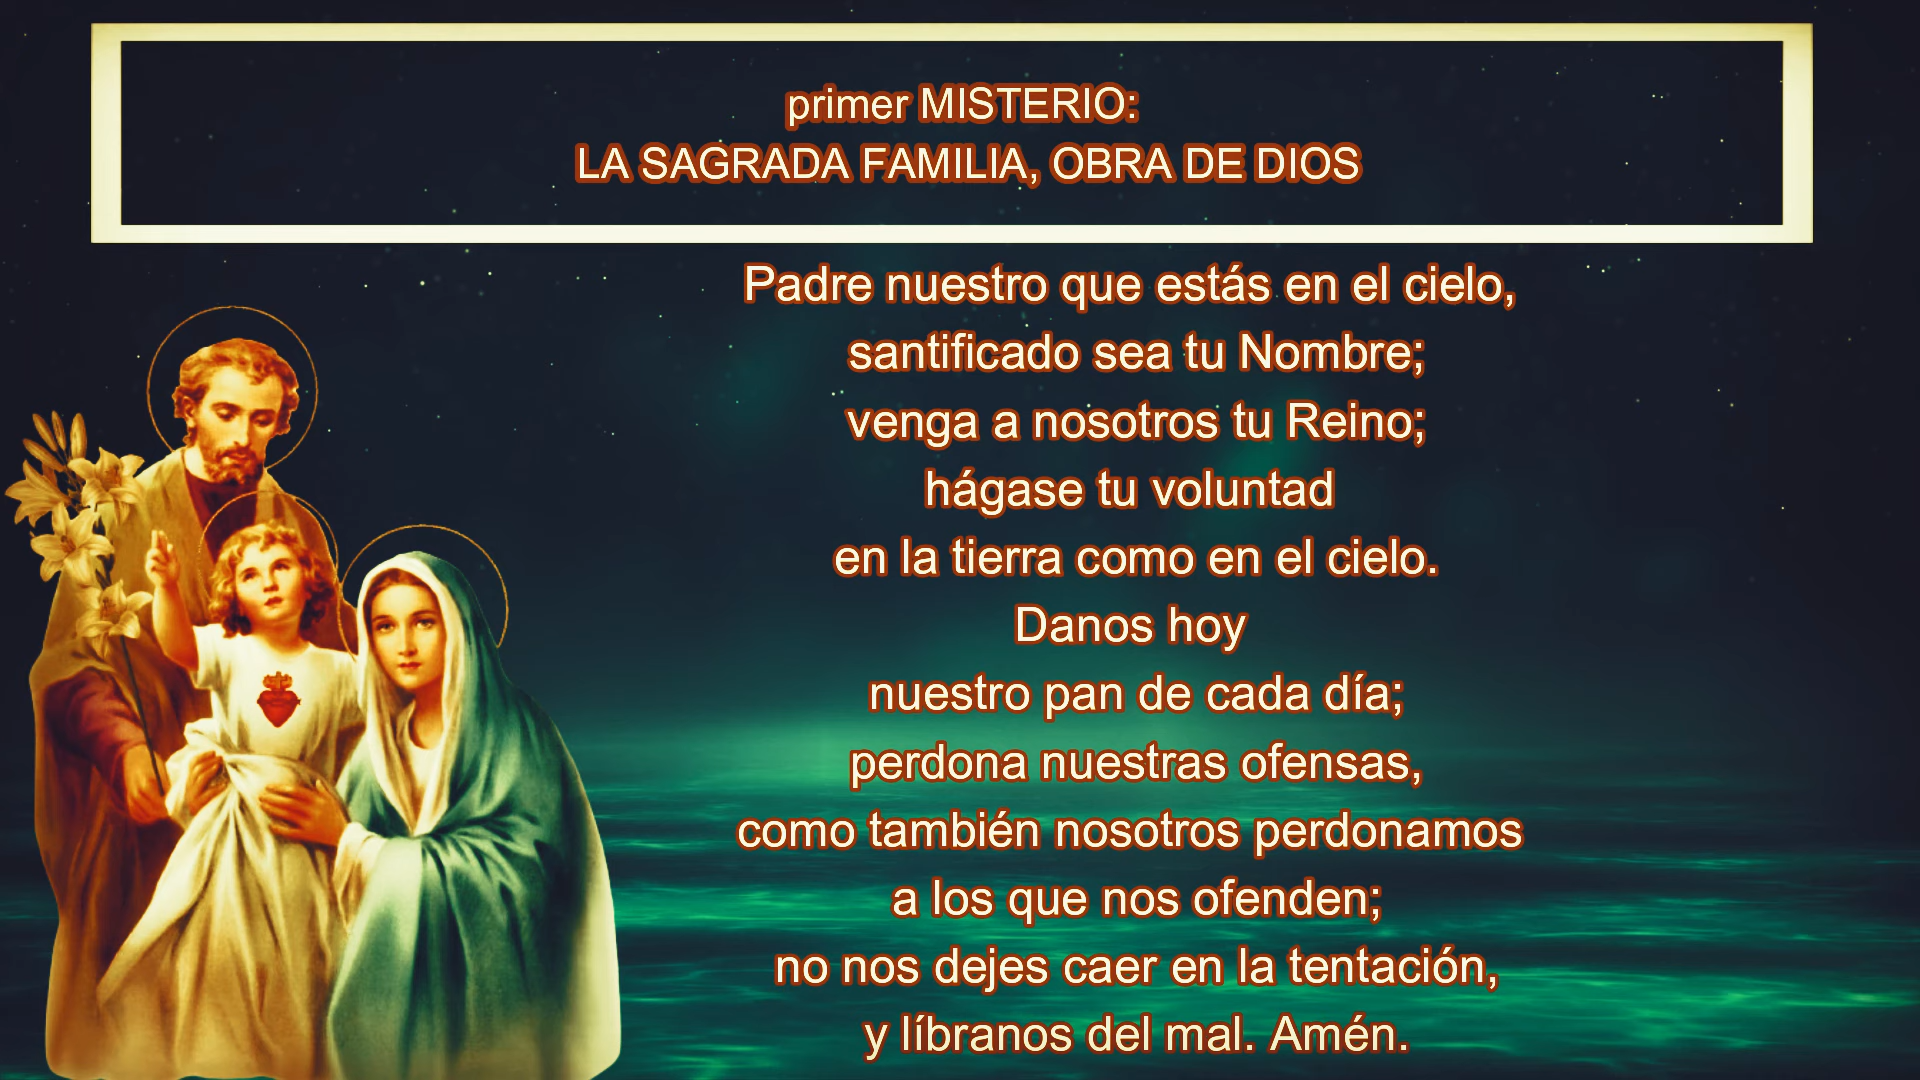 primer MISTERIO:
LA SAGRADA FAMILIA, OBRA DE DIOS
Padre nuestro que estás en el cielo,
santificado sea tu Nombre;
venga a nosotros tu Reino;
hágase tu voluntad
en la tierra como en el cielo.
Danos hoy
nuestro pan de cada día;
perdona nuestras ofensas,
como también nosotros perdonamos
a los que nos ofenden;
no nos dejes caer en la tentación,
y líbranos del mal. Amén.